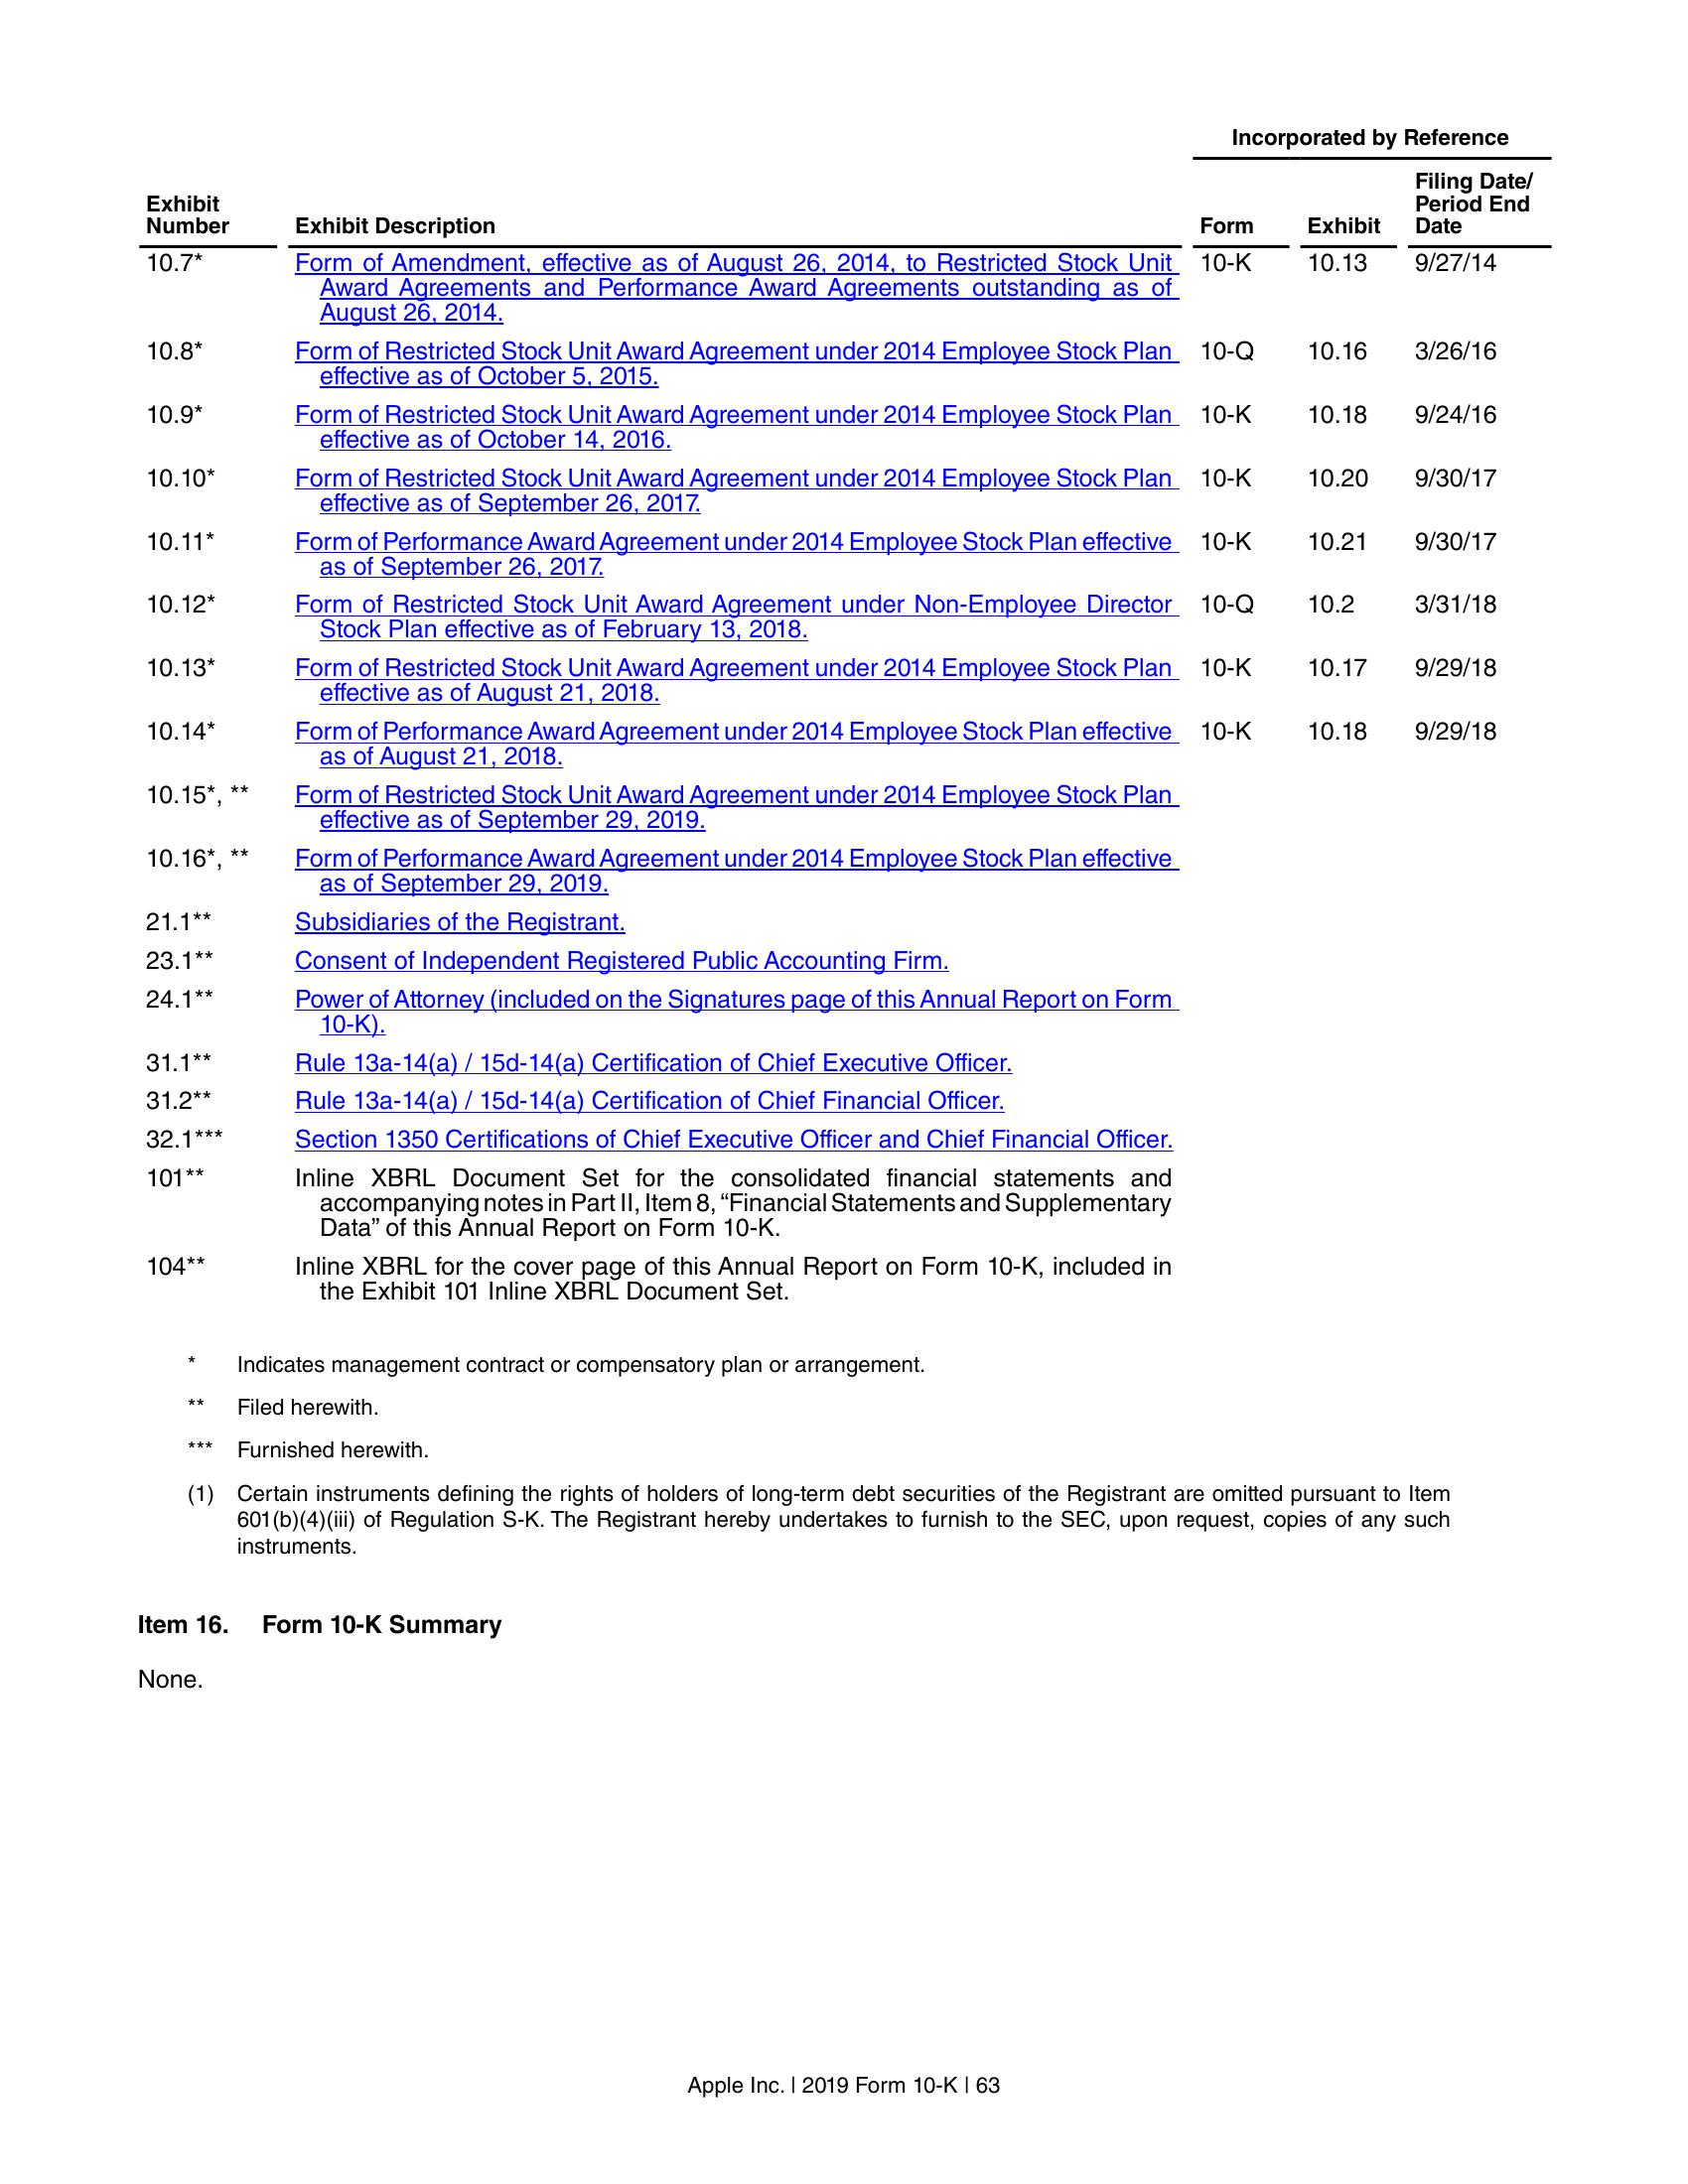 Incorporated by Reference
Exhibit Number Exhibit Description Form Exhibit Filing Date/ Period End Date
10.7* Form of Amendment, effective as of August 26, 2014, to Restricted Stock Unit 10-K 10.13 9/27/14
Award Agreements and Performance Award Agreements outstanding as of
August 26, 2014.
10.8* Form of Restricted Stock Unit Award Agreement under 2014 Employee Stock Plan 10-Q 10.16 3/26/16
effective as of October 5, 2015.
10.9* Form of Restricted Stock Unit Award Agreement under 2014 Employee Stock Plan 10-K 10.18 9/24/16
effective as of October 14, 2016.
10.10* Form of Restricted Stock Unit Award Agreement under 2014 Employee Stock Plan 10-K 10.20 9/30/17
effective as of September 26, 2017.
10.11* Form of Performance Award Agreement under 2014 Employee Stock Plan effective 10-K 10.21 9/30/17
as of September 26, 2017.
10.12* Form of Restricted Stock Unit Award Agreement under Non-Employee Director 10-Q 10.2 3/31/18
Stock Plan effective as of February 13, 2018.
10.13* Form of Restricted Stock Unit Award Agreement under 2014 Employee Stock Plan 10-K 10.17 9/29/18
effective as of August 21, 2018.
10.14* Form of Performance Award Agreement under 2014 Employee Stock Plan effective 10-K 10.18 9/29/18
as of August 21, 2018.
10.15*, ** Form of Restricted Stock Unit Award Agreement under 2014 Employee Stock Plan
effective as of September 29, 2019.
10.16*, ** Form of Performance Award Agreement under 2014 Employee Stock Plan effective
as of September 29, 2019.
21.1** Subsidiaries of the Registrant.
23.1** Consent of Independent Registered Public Accounting Firm.
24.1** Power of Attorney (included on the Signatures page of this Annual Report on Form
10-K).
31.1** Rule 13a-14(a) / 15d-14(a) Certification of Chief Executive Officer.
31.2** Rule 13a-14(a) / 15d-14(a) Certification of Chief Financial Officer.
32.1*** Section 1350 Certifications of Chief Executive Officer and Chief Financial Officer.
101** Inline XBRL Document Set for the consolidated financial statements and
accompanying notes in Part II, Item 8, “Financial Statements and Supplementary
Data” of this Annual Report on Form 10-K.
104** Inline XBRL for the cover page of this Annual Report on Form 10-K, included in
the Exhibit 101 Inline XBRL Document Set.
* Indicates management contract or compensatory plan or arrangement.
** Filed herewith.
*** Furnished herewith.
(1) Certain instruments defining the rights of holders of long-term debt securities of the Registrant are omitted pursuant to Item
601(b)(4)(iii) of Regulation S-K. The Registrant hereby undertakes to furnish to the SEC, upon request, copies of any such
instruments.
Item 16. Form 10-K Summary
None.
Apple Inc. | 2019 Form 10-K | 63